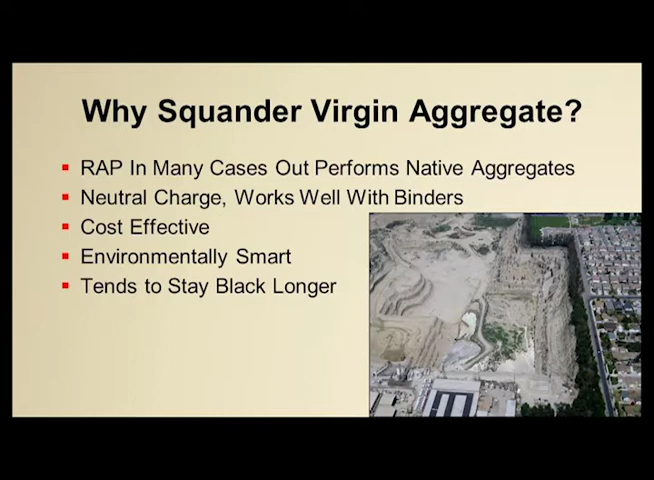 Why Squander Virgin Aggregate?
RAP In Many Cases Out Performs Native Aggregates
Neutral Charge, Works Well With Binders
Cost Effective
Environmentally Smart
Tends to Stay Black Longer